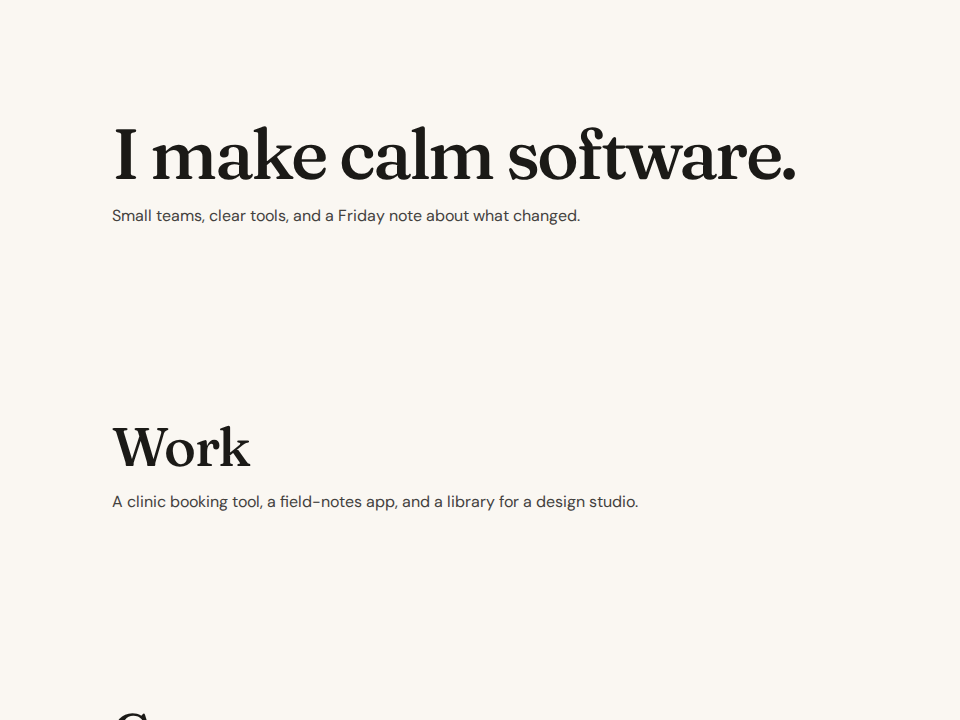 I make calm software.
Small teams, clear tools, and a Friday note about what changed.
Work
A clinic booking tool, a field-notes app, and a library for a design studio.